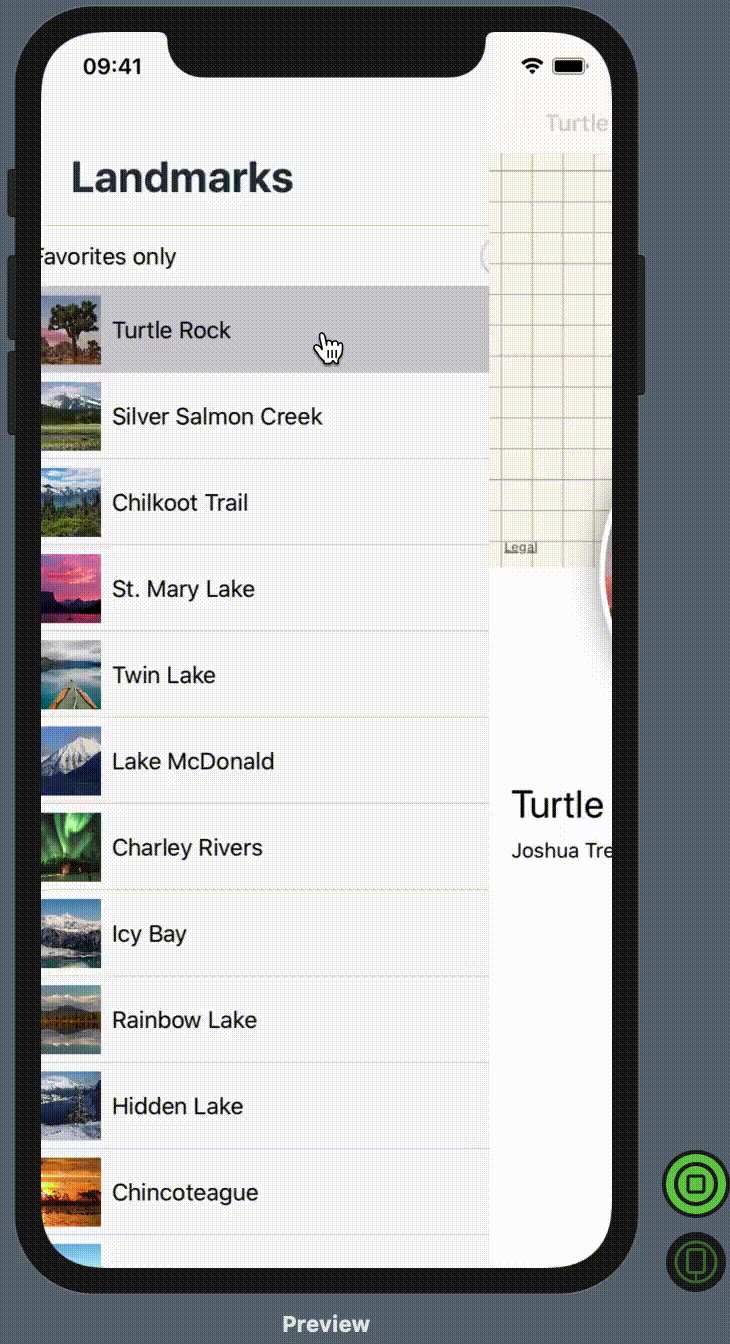 09:41
Turtle
Landmarks
Favorites only
Turtle Rock
Silver Salmon Creek
Chilkoot Trail
St. Mary Lake
Twin Lake
Lake McDonald
Charley Rivers
Icy Bay
Rainbow Lake
Hidden Lake
Chincoteague
Legal
Turtle
Joshua Tre
Preview